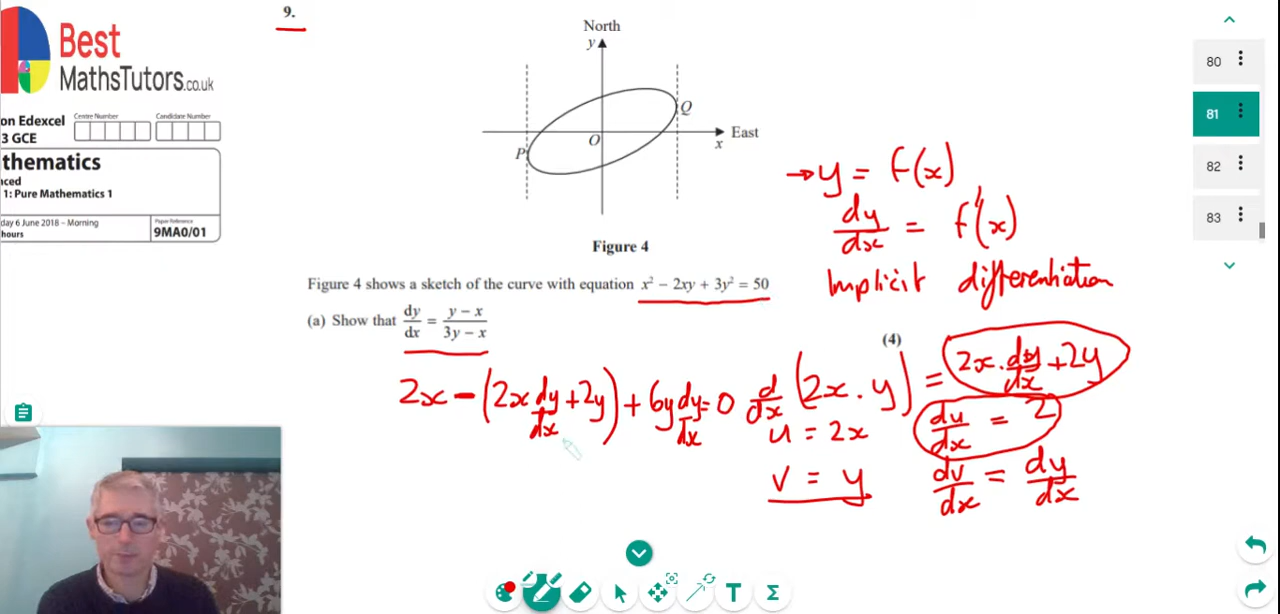 9.
Best
MathsTutors.co.uk
on Edexcel
3 GCE
Centre Number
Candidate Number
thematics
nced
1: Pure Mathematics 1
day 6 June 2018 – Morning
hours
Paper Reference
9MA0/01
North
y
Q
O
P
East
x
Figure 4
Figure 4 shows a sketch of the curve with equation x² − 2xy + 3y² = 50
(a) Show that dy/dx = (y − x)/(3y − x)
(4)
→ y = f(x)
dy/dx = f'(x)
Implicit differentiation
2x − (2x dy/dx + 2y) + 6y dy/dx = 0
d/dx (2x . y) = 2x . dy/dx + 2y
u = 2x
du/dx = 2
v = y
dv/dx = dy/dx
80
81
82
83
T
Σ